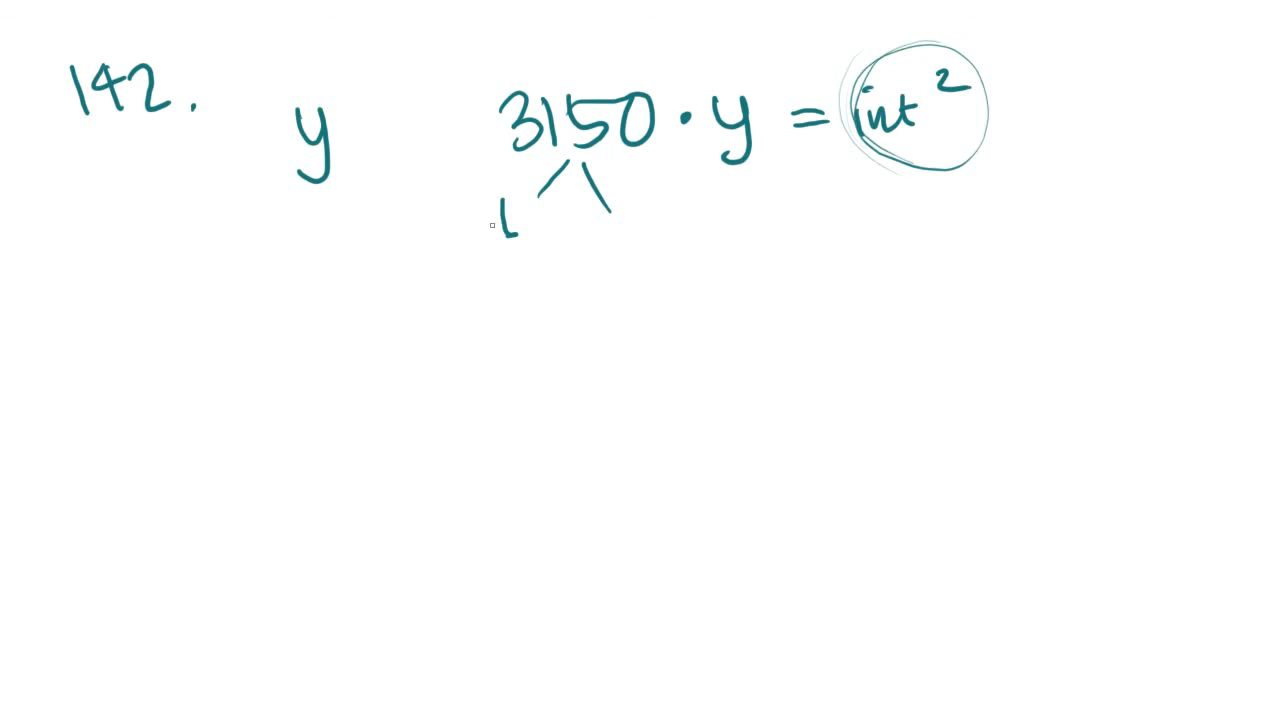 142.
y 3150 · y = int²